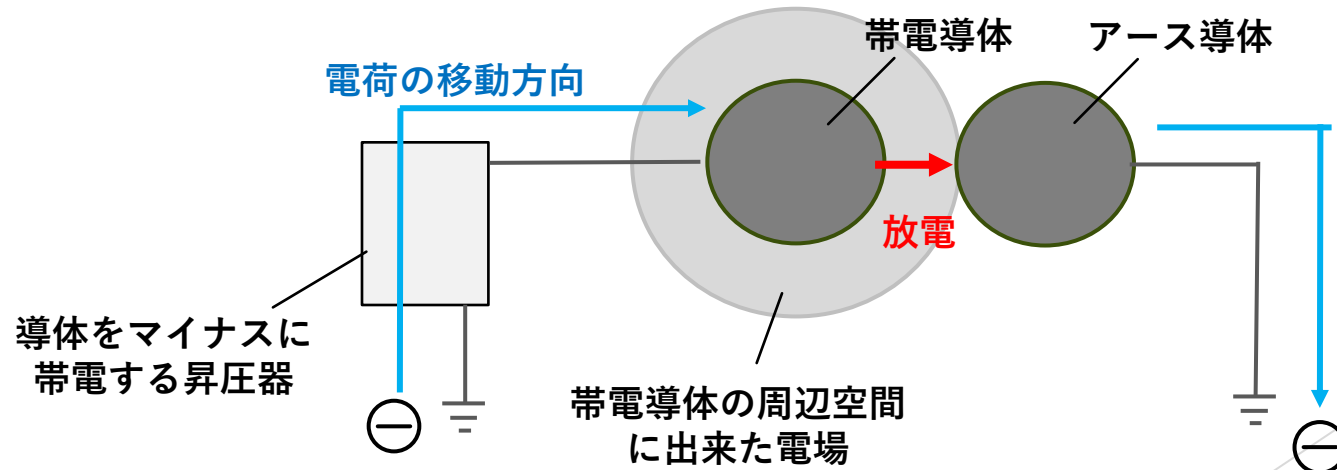 帯電導体
アース導体
電荷の移動方向
放電
導体をマイナスに
帯電する昇圧器
帯電導体の周辺空間
に出来た電場